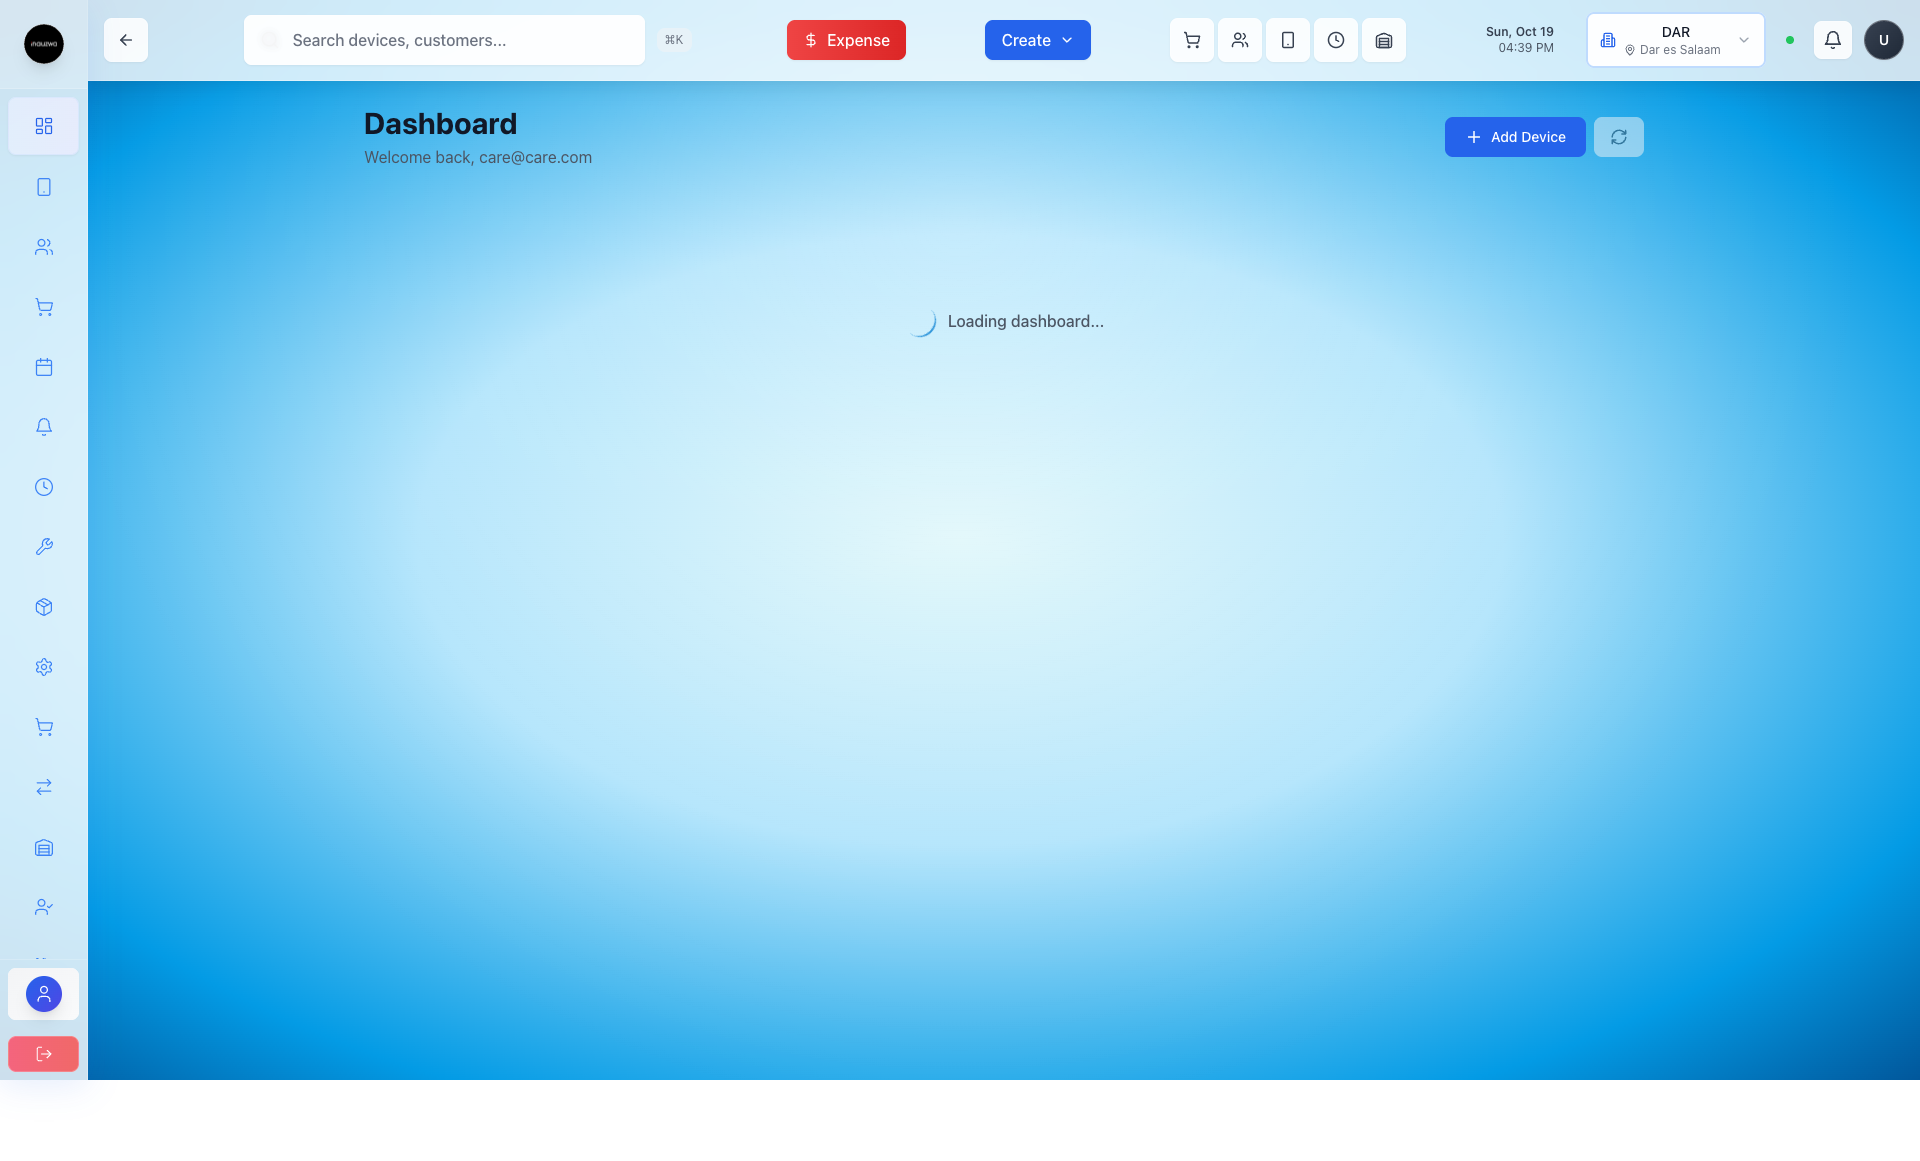 inauzwa
Search devices, customers...
⌘K
Expense
Create
Sun, Oct 19
04:39 PM
DAR
Dar es Salaam
U
Dashboard
Welcome back, care@care.com
Add Device
Loading dashboard...